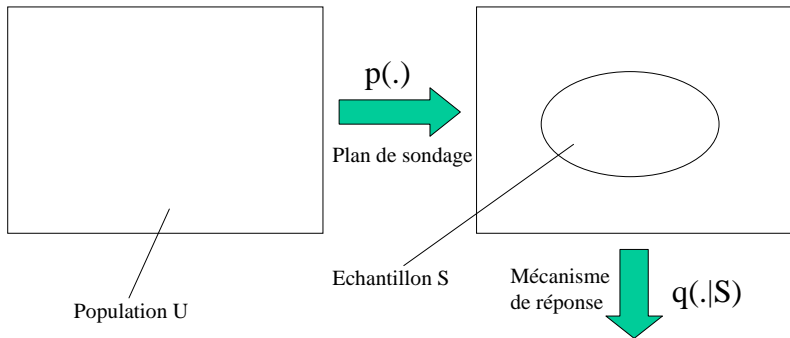 p(.)
Plan de sondage
Population U
Echantillon S
Mécanisme
de réponse
q(.|S)